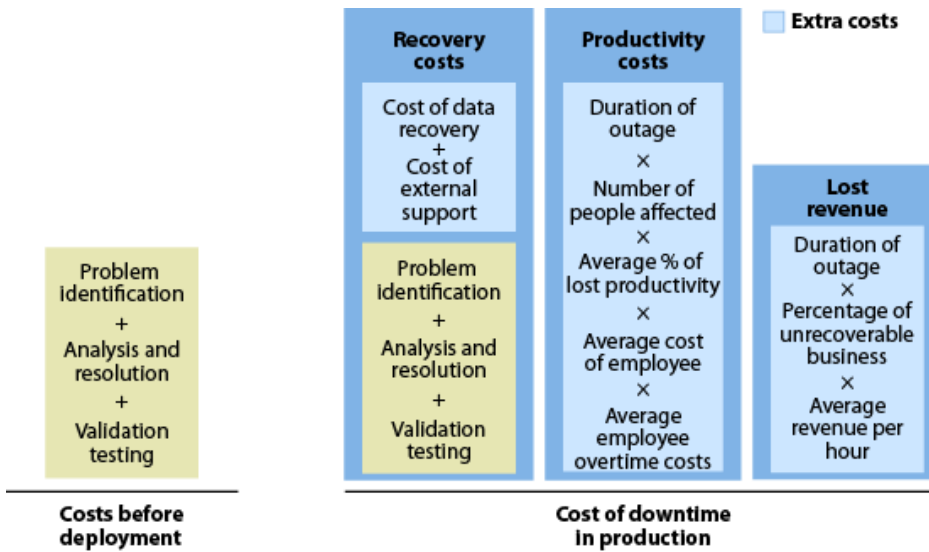 Extra costs
Recovery
costs
Cost of data
recovery
+
Cost of
external
support
Problem
identification
+
Analysis and
resolution
+
Validation
testing
Productivity
costs
Duration of
outage
×
Number of
people affected
×
Average % of
lost productivity
×
Average cost
of employee
×
Average
employee
overtime costs
Lost
revenue
Duration of
outage
×
Percentage of
unrecoverable
business
×
Average
revenue per
hour
Problem
identification
+
Analysis and
resolution
+
Validation
testing
Costs before
deployment
Cost of downtime
in production